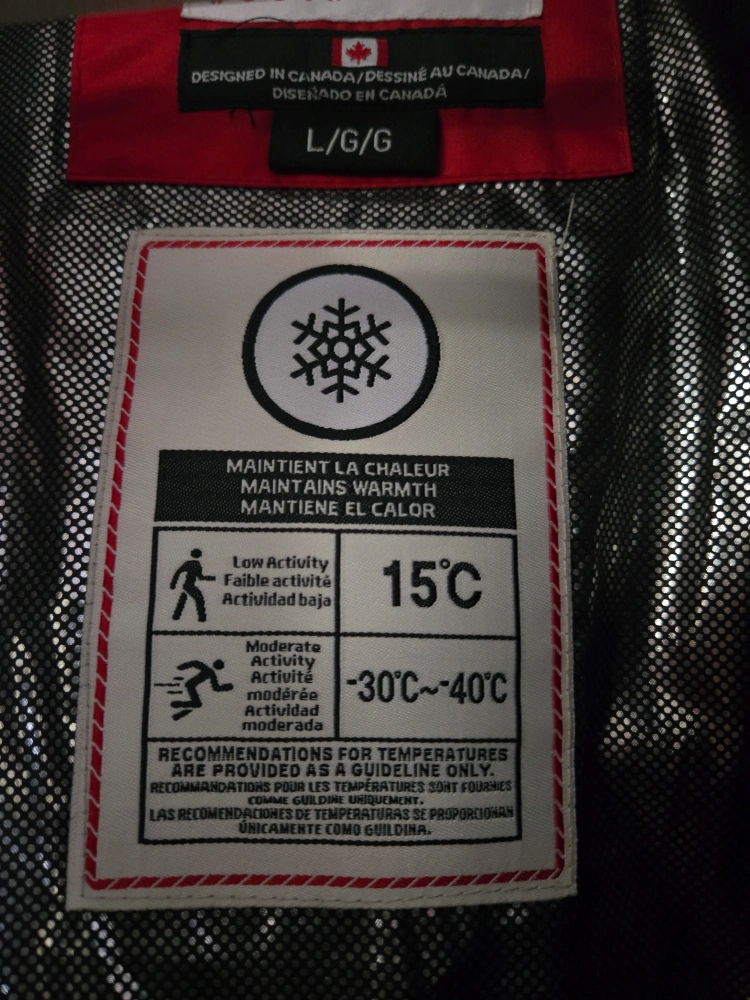 DESIGNED IN CANADA/DESSINÉ AU CANADA/
DISEÑADO EN CANADÁ
L/G/G
MAINTIENT LA CHALEUR
MAINTAINS WARMTH
MANTIENE EL CALOR
Low Activity
Faible activité
Actividad baja
15°C
Moderate
Activity
Activité
modérée
Actividad
moderada
-30°C~-40°C
RECOMMENDATIONS FOR TEMPERATURES
ARE PROVIDED AS A GUIDELINE ONLY.
RECOMMANDATIONS POUR LES TEMPÉRATURES SONT FOURNIES
COMME GUILDINE UNIQUEMENT.
LAS RECOMENDACIONES DE TEMPERATURAS SE PROPORCIONAN
ÚNICAMENTE COMO GUILDINA.